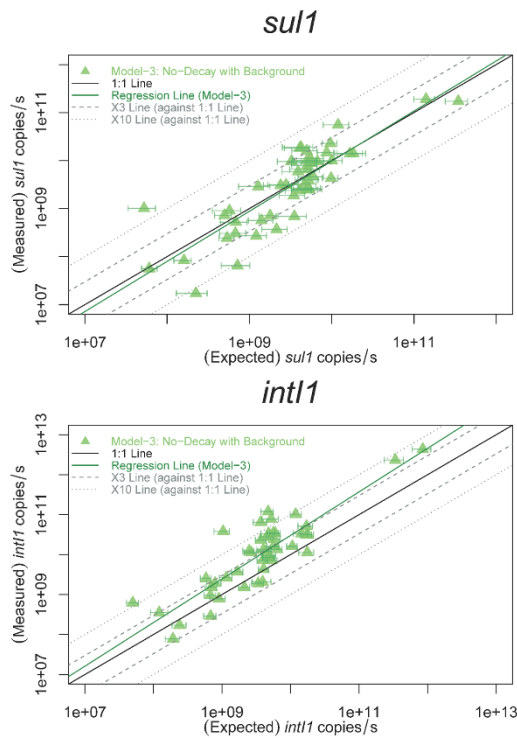 sul1
Model-3: No-Decay with Background
1:1 Line
Regression Line (Model-3)
X3 Line (against 1:1 Line)
X10 Line (against 1:1 Line)
(Measured) sul1 copies/s
1e+11
1e+09
1e+07
1e+07 1e+09 1e+11
(Expected) sul1 copies/s
intI1
Model-3: No-Decay with Background
1:1 Line
Regression Line (Model-3)
X3 Line (against 1:1 Line)
X10 Line (against 1:1 Line)
(Measured) intI1 copies/s
1e+13
1e+11
1e+09
1e+07
1e+07 1e+09 1e+11 1e+13
(Expected) intI1 copies/s